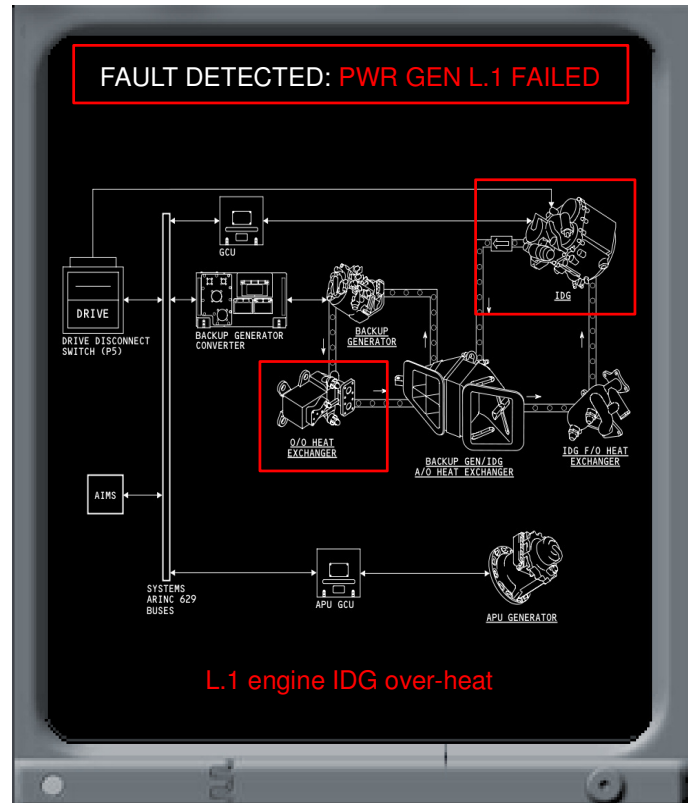 FAULT DETECTED: PWR GEN L.1 FAILED
GCU
IDG
DRIVE
DRIVE DISCONNECT
SWITCH (P5)
BACKUP GENERATOR
CONVERTER
BACKUP
GENERATOR
O/O HEAT
EXCHANGER
BACKUP GEN/IDG
A/O HEAT EXCHANGER
IDG F/O HEAT
EXCHANGER
AIMS
SYSTEMS
ARINC 629
BUSES
APU GCU
APU GENERATOR
L.1 engine IDG over-heat